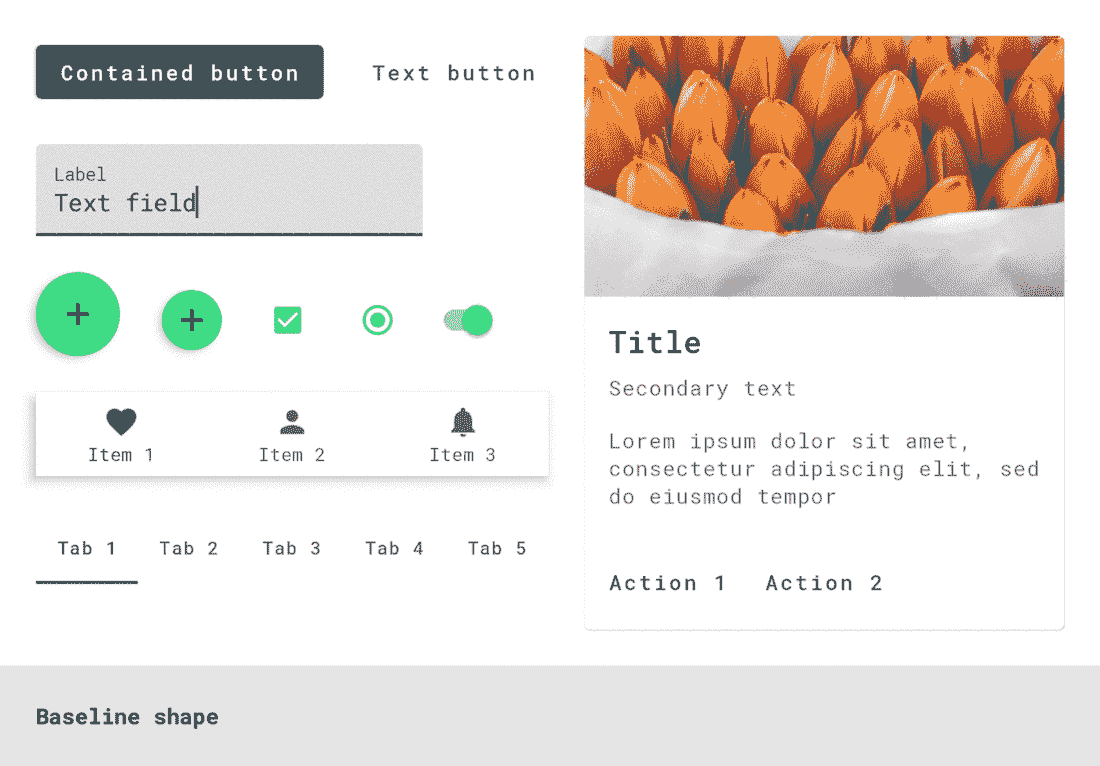 Contained button
Text button
Label
Text field
Item 1
Item 2
Item 3
Tab 1
Tab 2
Tab 3
Tab 4
Tab 5
Title
Secondary text
Lorem ipsum dolor sit amet,
consectetur adipiscing elit, sed
do eiusmod tempor
Action 1
Action 2
Baseline shape